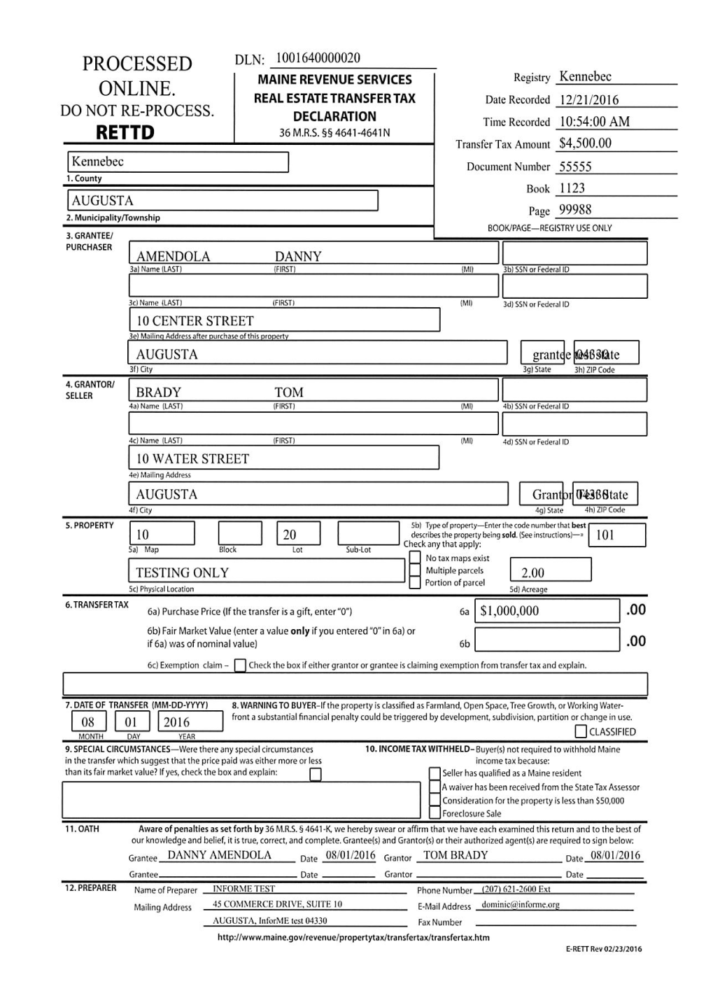 PROCESSED
ONLINE.
DO NOT RE-PROCESS.
RETTD
DLN: 1001640000020
MAINE REVENUE SERVICES
REAL ESTATE TRANSFER TAX
DECLARATION
36 M.R.S. §§ 4641-4641N
Registry Kennebec
Date Recorded 12/21/2016
Time Recorded 10:54:00 AM
Transfer Tax Amount $4,500.00
Document Number 55555
Book 1123
Page 99988
BOOK/PAGE—REGISTRY USE ONLY
Kennebec
1. County
AUGUSTA
2. Municipality/Township
3. GRANTEE/
PURCHASER
AMENDOLA DANNY
3a) Name (LAST) (FIRST) (MI) 3b) SSN or Federal ID
3c) Name (LAST) (FIRST) (MI) 3d) SSN or Federal ID
10 CENTER STREET
3e) Mailing Address after purchase of this property
AUGUSTA grantee test state 04330
3f) City 3g) State 3h) ZIP Code
4. GRANTOR/
SELLER
BRADY TOM
4a) Name (LAST) (FIRST) (MI) 4b) SSN or Federal ID
4c) Name (LAST) (FIRST) (MI) 4d) SSN or Federal ID
10 WATER STREET
4e) Mailing Address
AUGUSTA Grantor Test State 04330
4f) City 4g) State 4h) ZIP Code
5. PROPERTY
10 20
5a) Map Block Lot Sub-Lot
5b) Type of property—Enter the code number that best
describes the property being sold. (See instructions)—» 101
Check any that apply:
No tax maps exist
Multiple parcels
Portion of parcel
TESTING ONLY
5c) Physical Location
2.00
5d) Acreage
6. TRANSFER TAX
6a) Purchase Price (If the transfer is a gift, enter "0") 6a $1,000,000 .00
6b) Fair Market Value (enter a value only if you entered "0" in 6a) or
if 6a) was of nominal value) 6b .00
6c) Exemption claim – Check the box if either grantor or grantee is claiming exemption from transfer tax and explain.
7. DATE OF TRANSFER (MM-DD-YYYY)
08 01 2016
MONTH DAY YEAR
8. WARNING TO BUYER–If the property is classified as Farmland, Open Space, Tree Growth, or Working Water-
front a substantial financial penalty could be triggered by development, subdivision, partition or change in use.
CLASSIFIED
9. SPECIAL CIRCUMSTANCES—Were there any special circumstances
in the transfer which suggest that the price paid was either more or less
than its fair market value? If yes, check the box and explain:
10. INCOME TAX WITHHELD–Buyer(s) not required to withhold Maine
income tax because:
Seller has qualified as a Maine resident
A waiver has been received from the State Tax Assessor
Consideration for the property is less than $50,000
Foreclosure Sale
11. OATH
Aware of penalties as set forth by 36 M.R.S. § 4641-K, we hereby swear or affirm that we have each examined this return and to the best of
our knowledge and belief, it is true, correct, and complete. Grantee(s) and Grantor(s) or their authorized agent(s) are required to sign below:
Grantee DANNY AMENDOLA Date 08/01/2016 Grantor TOM BRADY Date 08/01/2016
Grantee Date Grantor Date
12. PREPARER
Name of Preparer INFORME TEST Phone Number (207) 621-2600 Ext
Mailing Address 45 COMMERCE DRIVE, SUITE 10 E-Mail Address dominic@informe.org
AUGUSTA, InforME test 04330 Fax Number
http://www.maine.gov/revenue/propertytax/transfertax/transfertax.htm
E-RETT Rev 02/23/2016